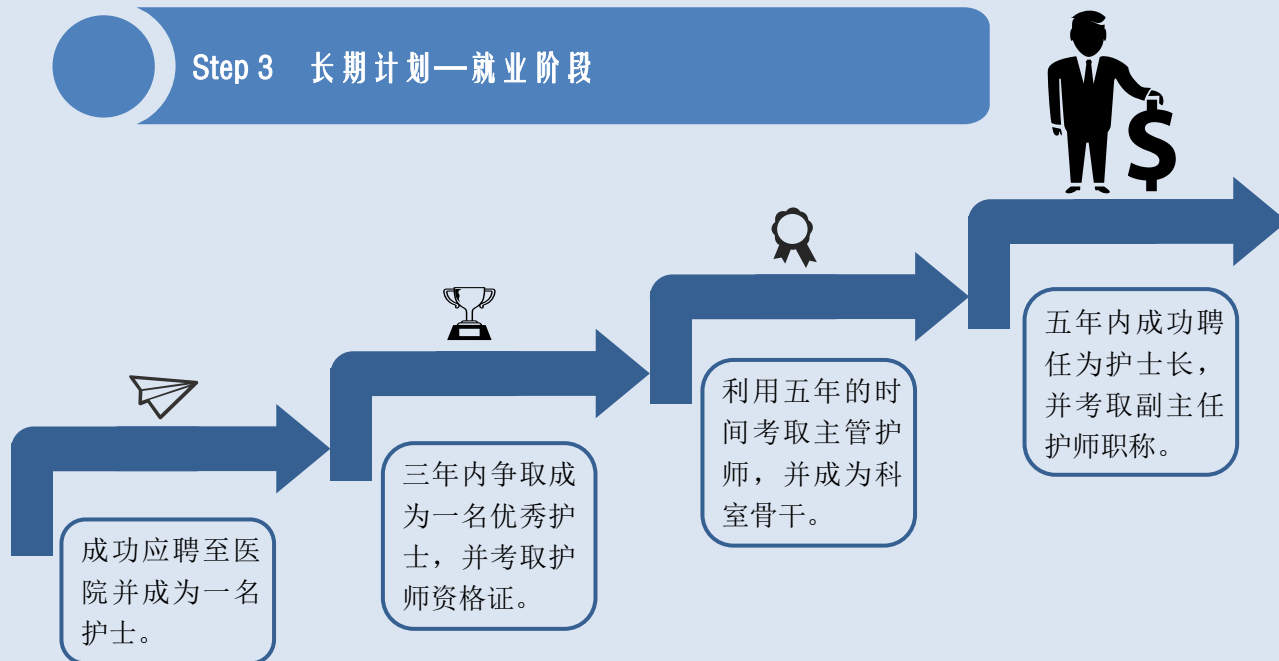 Step 3 长期计划—就业阶段
成功应聘至医
院并成为一名
护士。
三年内争取成
为一名优秀护
士，并考取护
师资格证。
利用五年的时
间考取主管护
师，并成为科
室骨干。
五年内成功聘
任为护士长，
并考取副主任
护师职称。